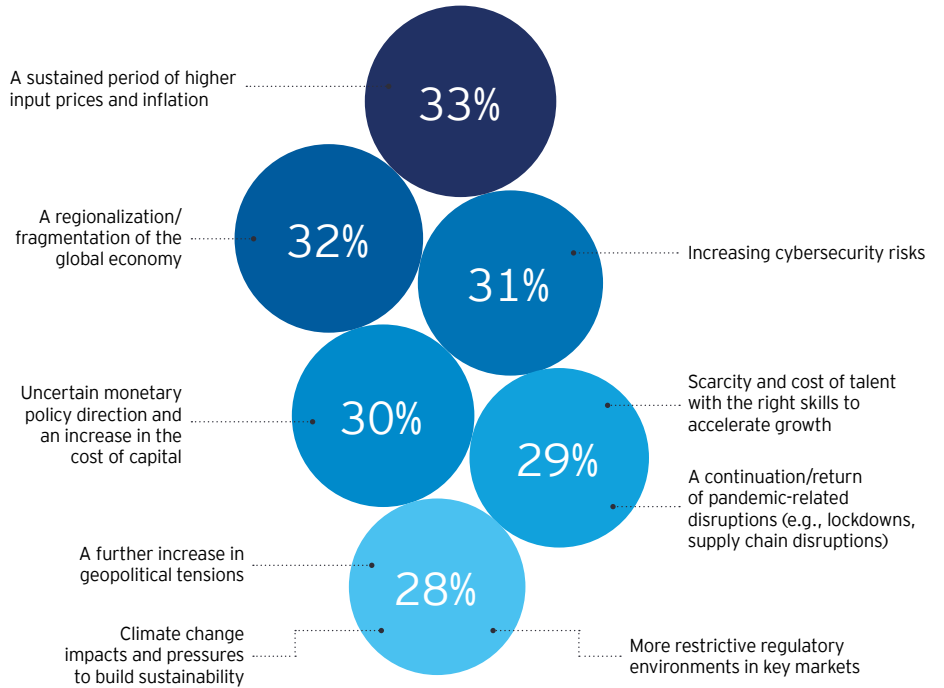 33%
A sustained period of higher
input prices and inflation
32%
A regionalization/
fragmentation of the
global economy
31%
Increasing cybersecurity risks
30%
Uncertain monetary
policy direction and
an increase in the
cost of capital
29%
Scarcity and cost of talent
with the right skills to
accelerate growth
A continuation/return
of pandemic-related
disruptions (e.g., lockdowns,
supply chain disruptions)
28%
A further increase in
geopolitical tensions
Climate change
impacts and pressures
to build sustainability
More restrictive regulatory
environments in key markets